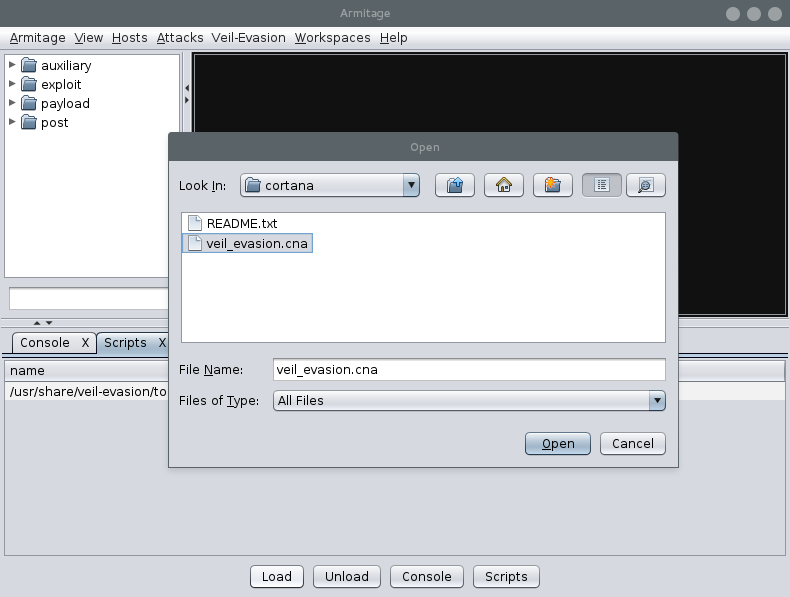 Armitage
Armitage View Hosts Attacks Veil-Evasion Workspaces Help
auxiliary
exploit
payload
post
Open
Look In: cortana
README.txt
veil_evasion.cna
File Name: veil_evasion.cna
Files of Type: All Files
Open Cancel
Console X Scripts X
name
/usr/share/veil-evasion/to
Load Unload Console Scripts